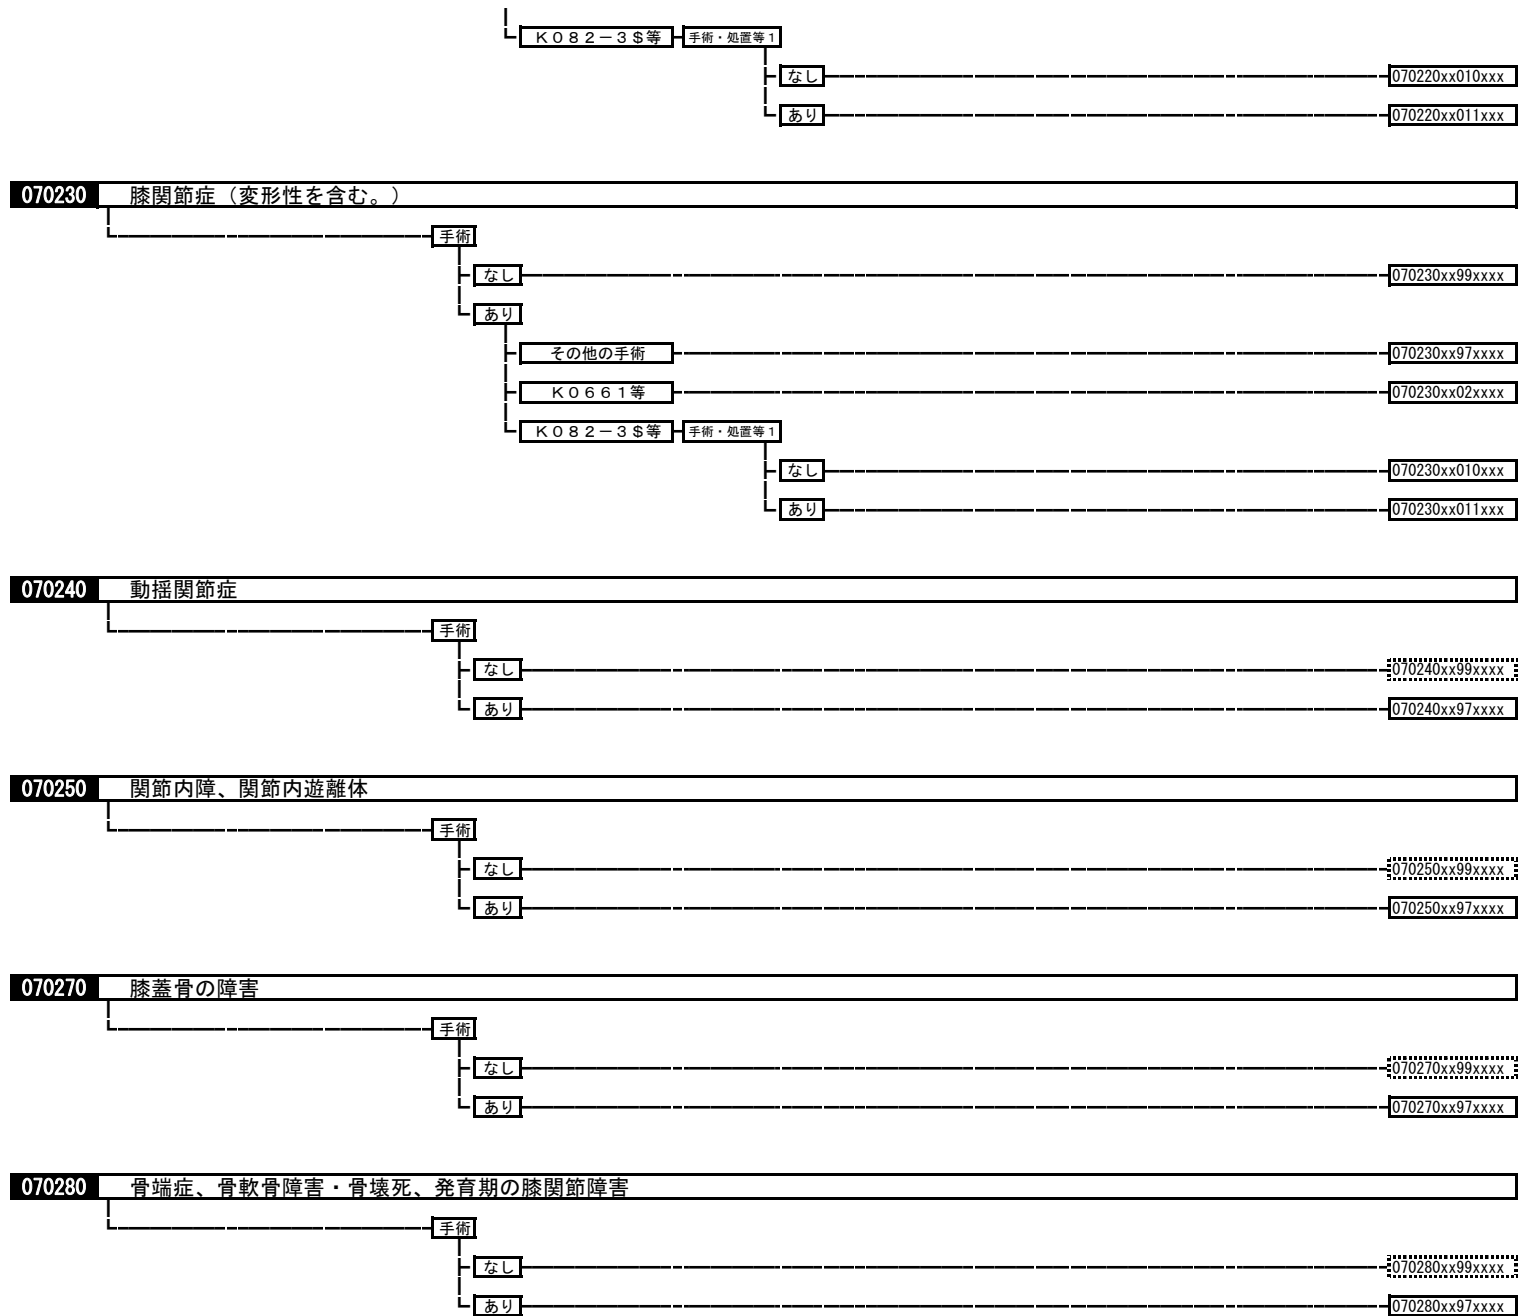 Ｋ０８２－３＄等 手術・処置等１
なし 070220xx010xxx
あり 070220xx011xxx
070230 膝関節症（変形性を含む。）
手術
なし 070230xx99xxxx
あり
その他の手術 070230xx97xxxx
Ｋ０６６１等 070230xx02xxxx
Ｋ０８２－３＄等 手術・処置等１
なし 070230xx010xxx
あり 070230xx011xxx
070240 動揺関節症
手術
なし 070240xx99xxxx
あり 070240xx97xxxx
070250 関節内障、関節内遊離体
手術
なし 070250xx99xxxx
あり 070250xx97xxxx
070270 膝蓋骨の障害
手術
なし 070270xx99xxxx
あり 070270xx97xxxx
070280 骨端症、骨軟骨障害・骨壊死、発育期の膝関節障害
手術
なし 070280xx99xxxx
あり 070280xx97xxxx